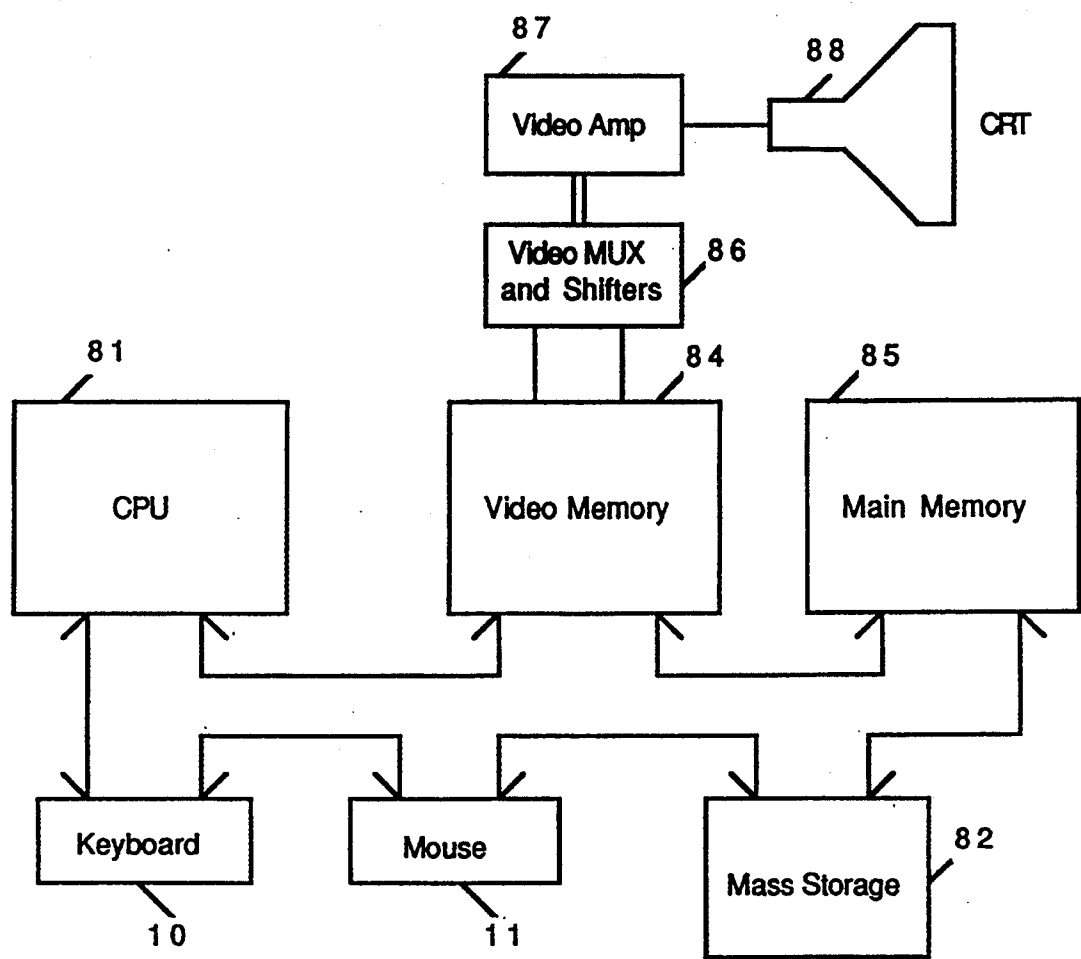 87
88
Video Amp
CRT
Video MUX
and Shifters
86
81
84
85
CPU
Video Memory
Main Memory
Keyboard
Mouse
Mass Storage
82
10
11